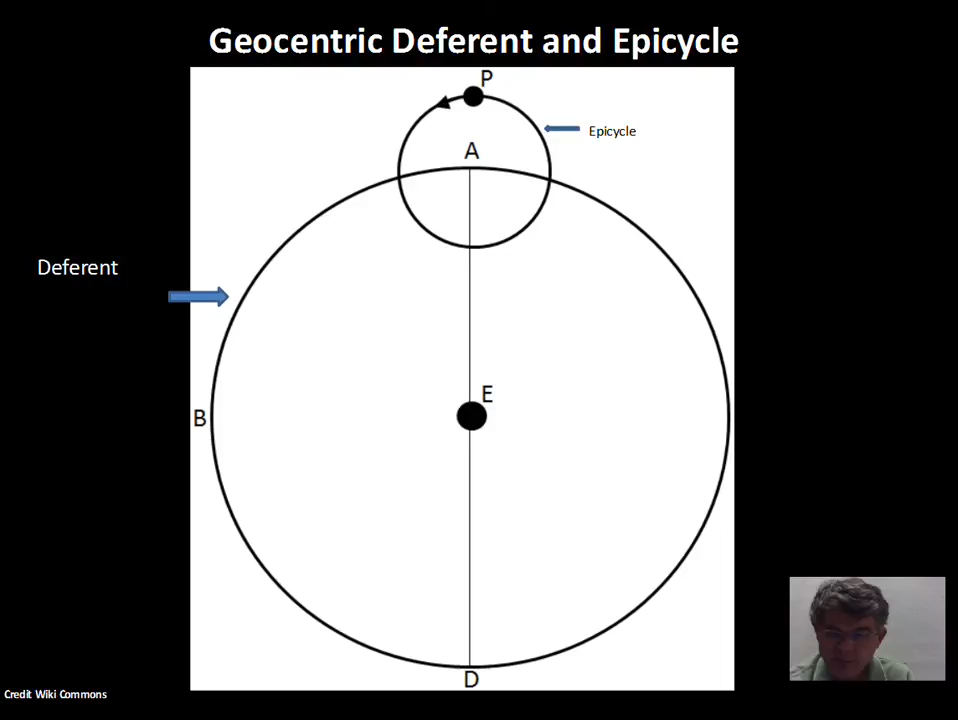 Geocentric Deferent and Epicycle
P
Epicycle
A
Deferent
E
B
D
Credit Wiki Commons